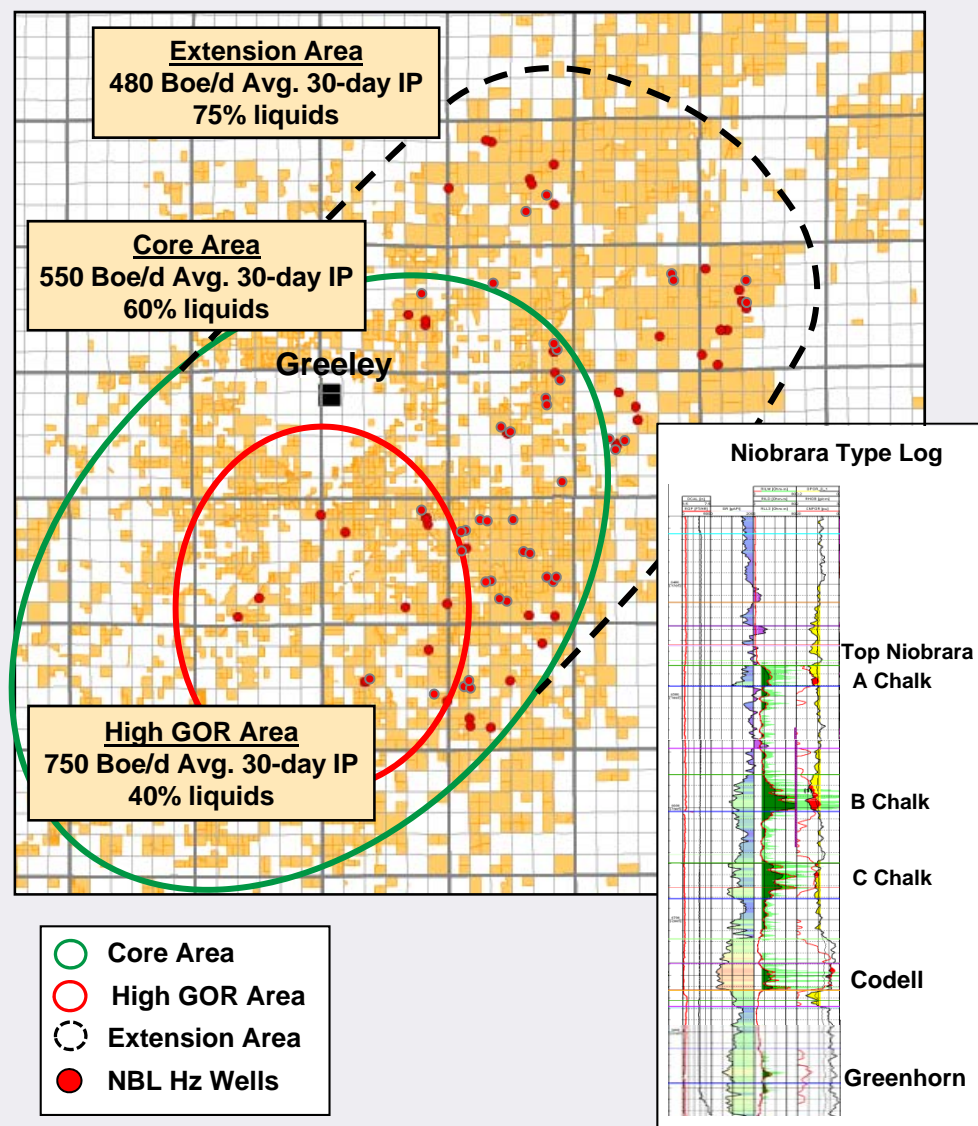 Extension Area
480 Boe/d Avg. 30-day IP
75% liquids
Core Area
550 Boe/d Avg. 30-day IP
60% liquids
Greeley
High GOR Area
750 Boe/d Avg. 30-day IP
40% liquids
Core Area
High GOR Area
Extension Area
NBL Hz Wells
Niobrara Type Log
Top Niobrara
A Chalk
B Chalk
C Chalk
Codell
Greenhorn